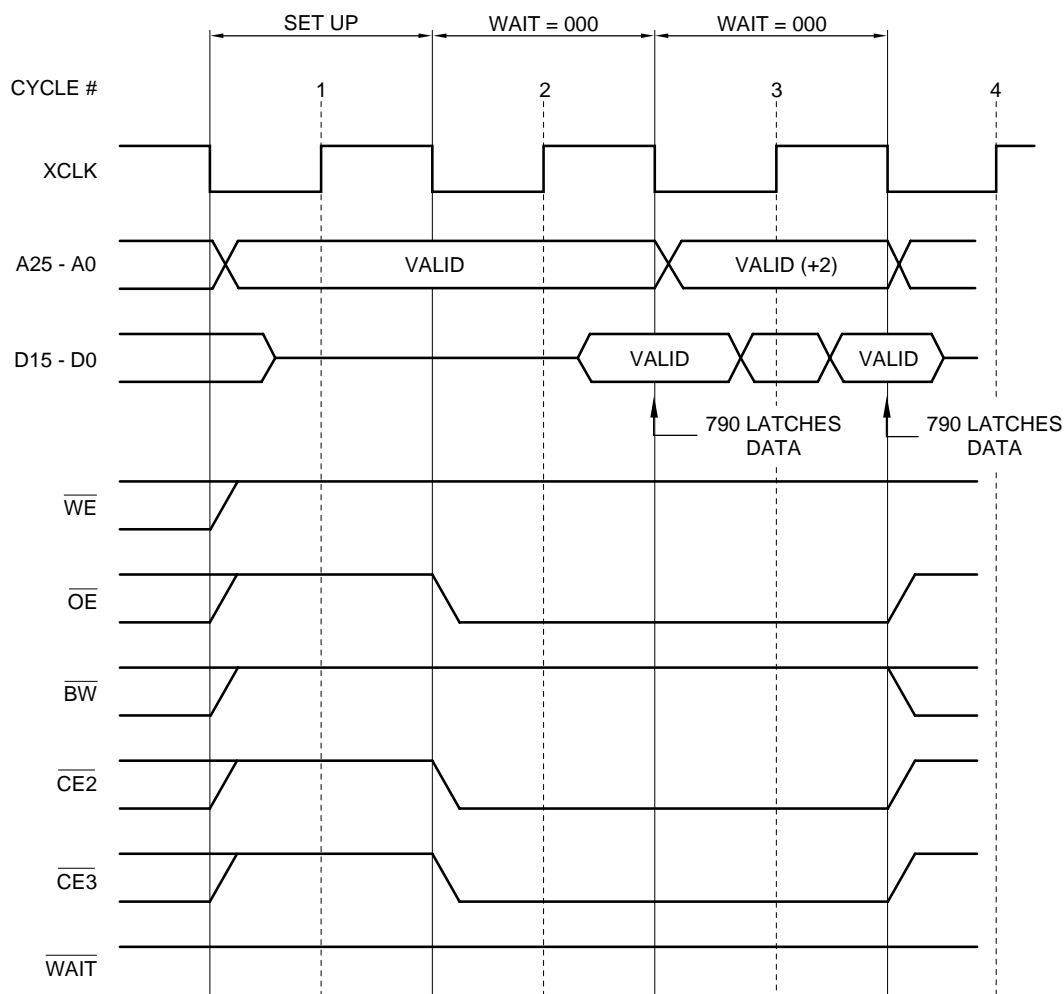 SET UP WAIT = 000 WAIT = 000
CYCLE # 1 2 3 4
XCLK
A25 - A0 VALID VALID (+2)
D15 - D0 VALID VALID
790 LATCHES 790 LATCHES
DATA DATA
WE
OE
BW
CE2
CE3
WAIT